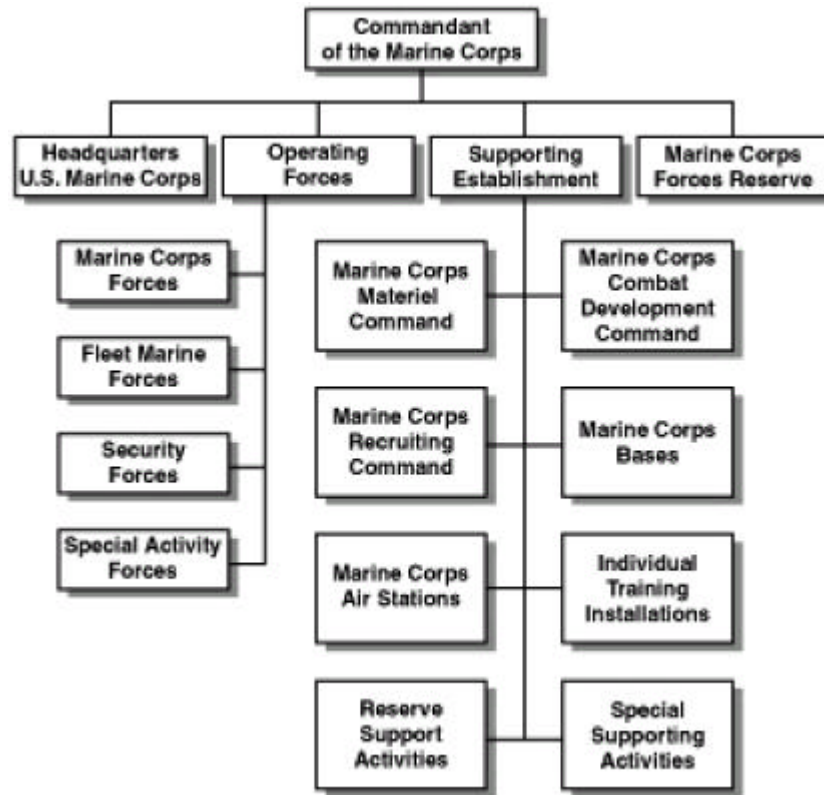 Commandant
of the Marine Corps
Headquarters
U.S. Marine Corps
Operating
Forces
Supporting
Establishment
Marine Corps
Forces Reserve
Marine Corps
Forces
Fleet Marine
Forces
Security
Forces
Special Activity
Forces
Marine Corps
Materiel
Command
Marine Corps
Combat
Development
Command
Marine Corps
Recruiting
Command
Marine Corps
Bases
Marine Corps
Air Stations
Individual
Training
Installations
Reserve
Support
Activities
Special
Supporting
Activities